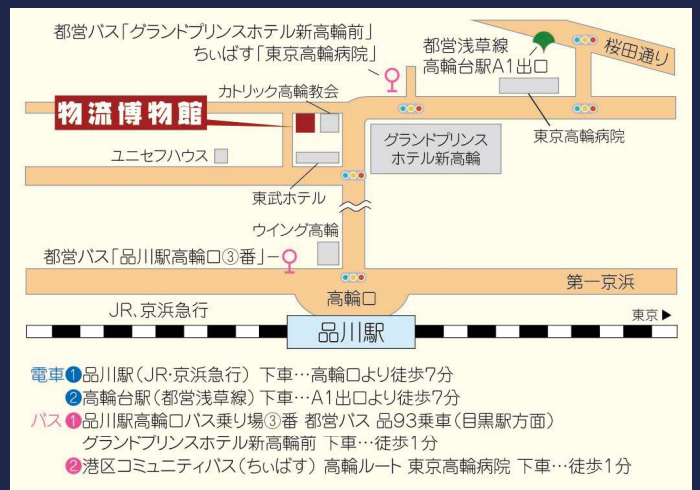 都営バス「グランドプリンスホテル新高輪前」
ちぃばす「東京高輪病院」
都営浅草線
高輪台駅A1出口
桜田通り
カトリック高輪教会
物流博物館
グランドプリンス
ホテル新高輪
東京高輪病院
ユニセフハウス
東武ホテル
ウイング高輪
都営バス「品川駅高輪口③番」
第一京浜
高輪口
JR、京浜急行
東京▶
品川駅
電車❶品川駅(JR・京浜急行) 下車…高輪口より徒歩7分
❷高輪台駅(都営浅草線) 下車…A1出口より徒歩7分
バス❶品川駅高輪口バス乗り場③番 都営バス 品93乗車(目黒駅方面)
グランドプリンスホテル新高輪前 下車…徒歩1分
❷港区コミュニティバス(ちぃばす) 高輪ルート 東京高輪病院 下車…徒歩1分